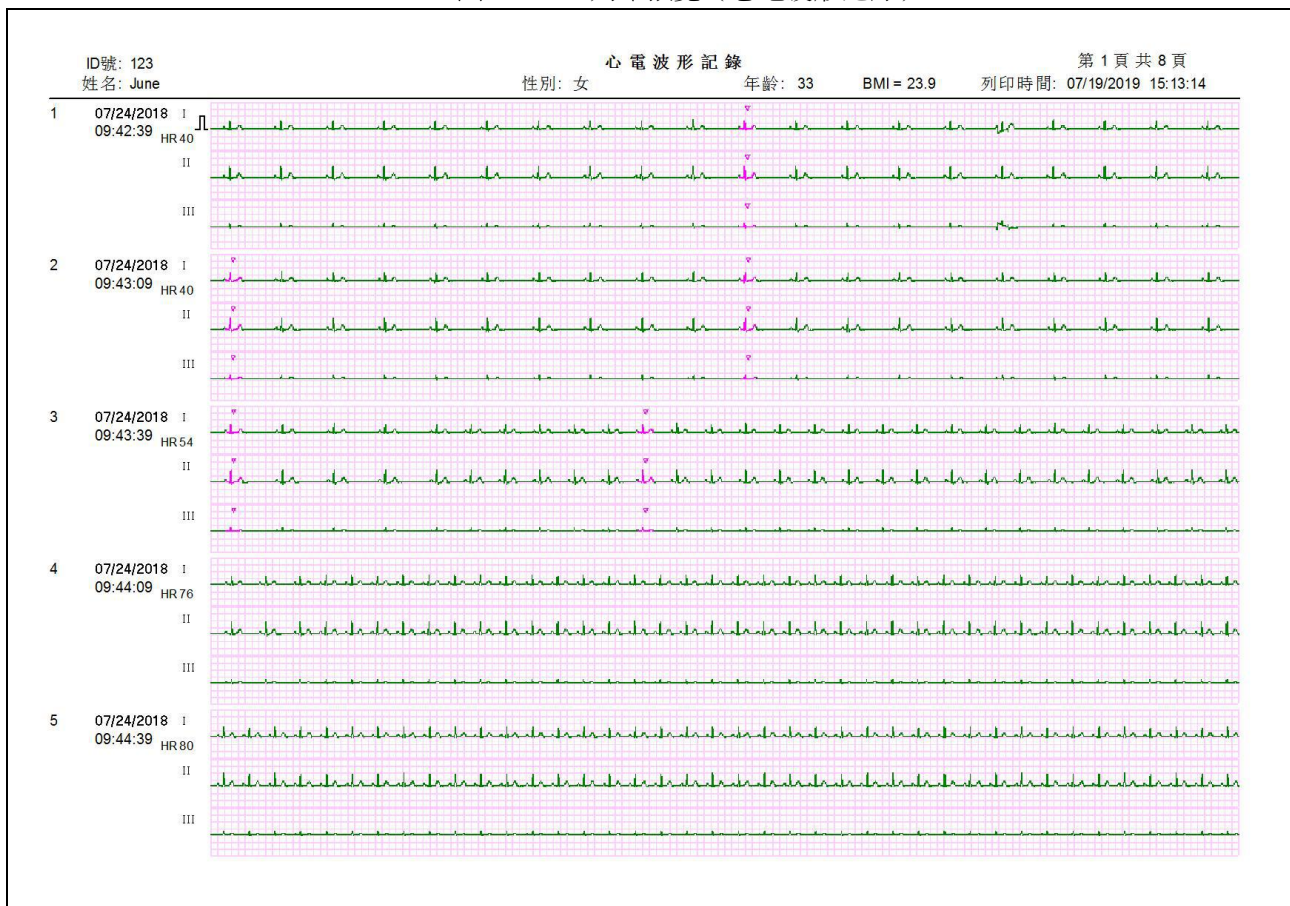 ID號: 123 心電波形記錄 第 1 頁 共 8 頁
姓名: June 性別: 女 年齡: 33 BMI = 23.9 列印時間: 07/19/2019 15:13:14
1 07/24/2018 I
09:42:39 HR 40
II
III
2 07/24/2018 I
09:43:09 HR 40
II
III
3 07/24/2018 I
09:43:39 HR 54
II
III
4 07/24/2018 I
09:44:09 HR 76
II
III
5 07/24/2018 I
09:44:39 HR 80
II
III